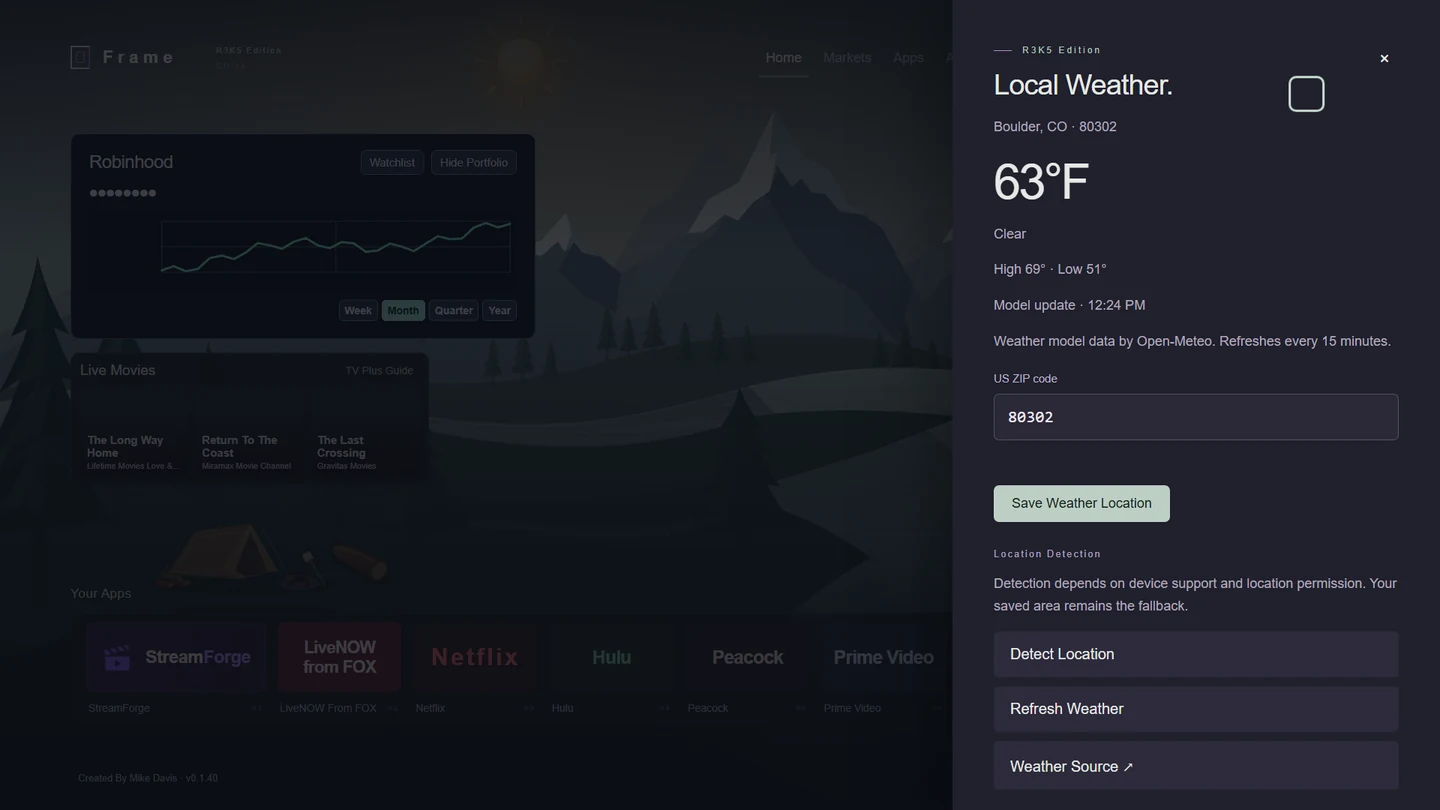 Frame
R3K5 Edition
Home
Markets
Apps
A
Robinhood
Watchlist
Hide Portfolio
●●●●●●●●
Week
Month
Quarter
Year
Live Movies
TV Plus Guide
The Long Way
Home
Lifetime Movies Love &...
Return To The
Coast
Miramax Movie Channel
The Last
Crossing
Gravitas Movies
Your Apps
StreamForge
LiveNOW
from FOX
Netflix
Hulu
Peacock
Prime Video
StreamForge
LiveNOW From FOX
Netflix
Hulu
Peacock
Prime Video
Created By Mike Davis · v0.1.40
R3K5 Edition
×
Local Weather.
Boulder, CO · 80302
63°F
Clear
High 69° · Low 51°
Model update · 12:24 PM
Weather model data by Open-Meteo. Refreshes every 15 minutes.
US ZIP code
80302
Save Weather Location
Location Detection
Detection depends on device support and location permission. Your
saved area remains the fallback.
Detect Location
Refresh Weather
Weather Source ↗